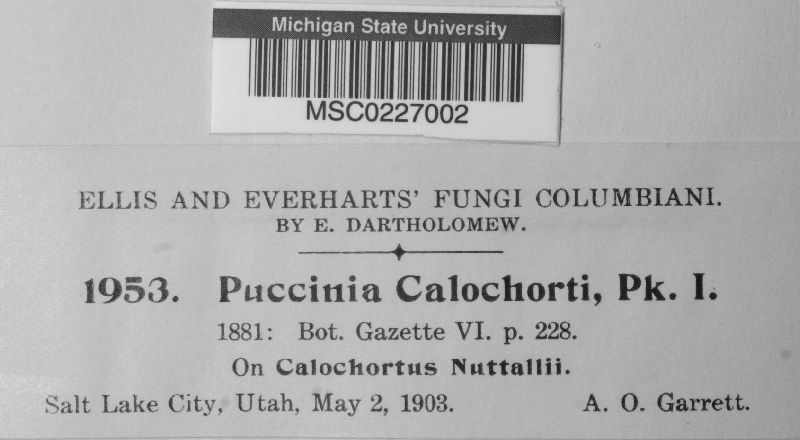 Michigan State University
MSC0227002
ELLIS AND EVERHARTS' FUNGI COLUMBIANI.
BY E. DARTHOLOMEW.
1953. Puccinia Calochorti, Pk. I.
1881: Bot. Gazette VI. p. 228.
On Calochortus Nuttallii.
Salt Lake City, Utah, May 2, 1903. A. O. Garrett.